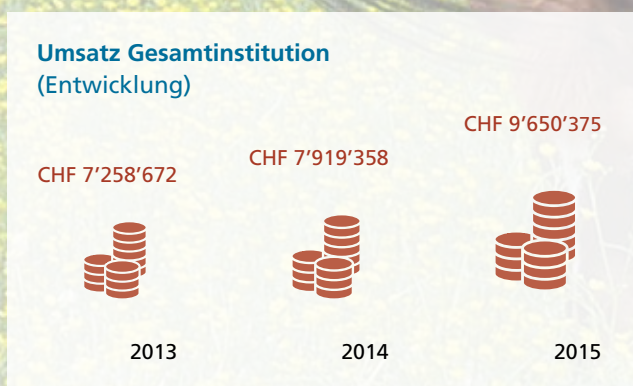 Umsatz Gesamtinstitution
(Entwicklung)
CHF 7’258’672
CHF 7’919’358
CHF 9’650’375
2013
2014
2015